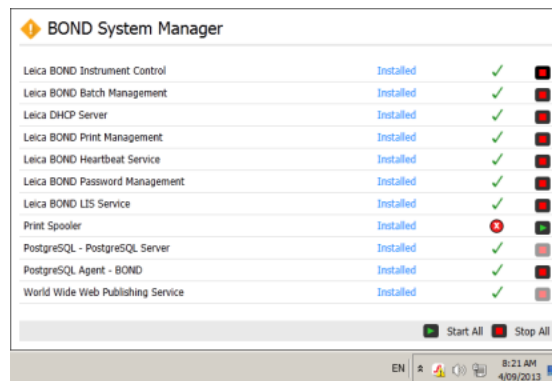 BOND System Manager
Leica BOND Instrument Control Installed
Leica BOND Batch Management Installed
Leica DHCP Server Installed
Leica BOND Print Management Installed
Leica BOND Heartbeat Service Installed
Leica BOND Password Management Installed
Leica BOND LIS Service Installed
Print Spooler Installed
PostgreSQL - PostgreSQL Server Installed
PostgreSQL Agent - BOND Installed
World Wide Web Publishing Service Installed
Start All Stop All
EN 8:21 AM
4/09/2013